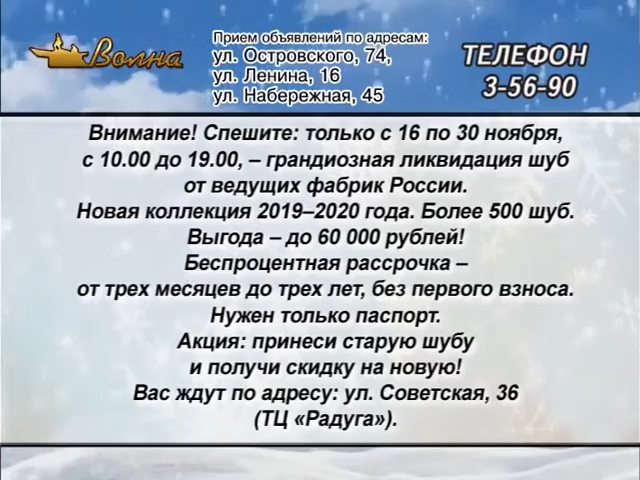 Волна
Прием объявлений по адресам:
ул. Островского, 74,
ул. Ленина, 16
ул. Набережная, 45
ТЕЛЕФОН
3-56-90
Внимание! Спешите: только с 16 по 30 ноября,
с 10.00 до 19.00, – грандиозная ликвидация шуб
от ведущих фабрик России.
Новая коллекция 2019–2020 года. Более 500 шуб.
Выгода – до 60 000 рублей!
Беспроцентная рассрочка –
от трех месяцев до трех лет, без первого взноса.
Нужен только паспорт.
Акция: принеси старую шубу
и получи скидку на новую!
Вас ждут по адресу: ул. Советская, 36
(ТЦ «Радуга»).